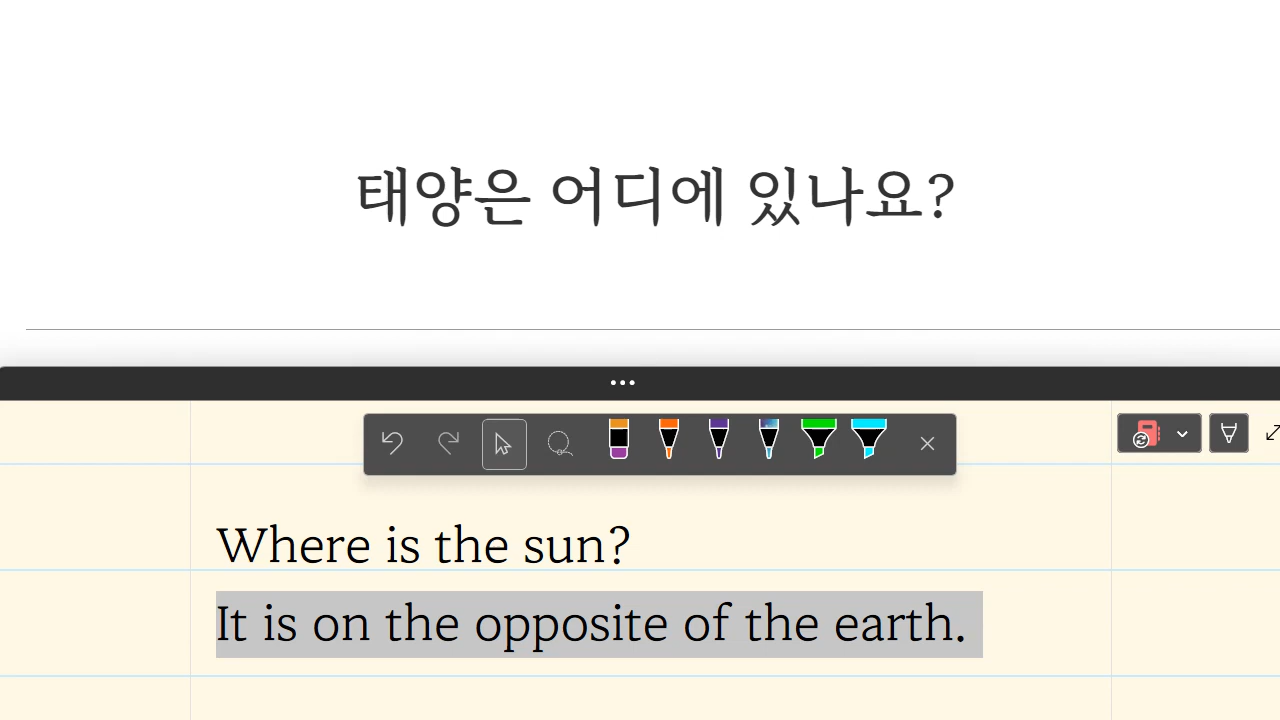 태양은 어디에 있나요?
Where is the sun?
It is on the opposite of the earth.